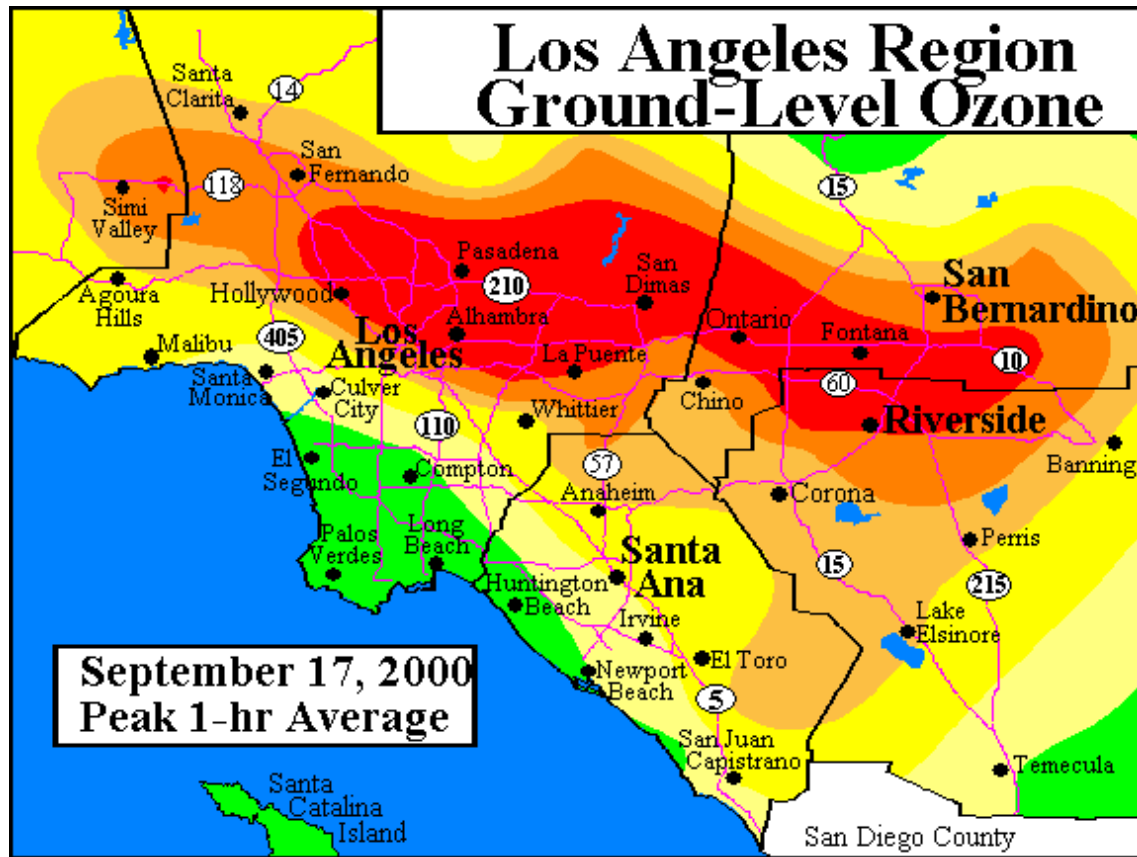 Los Angeles Region
Ground-Level Ozone
Santa
Clarita
14
San
Fernando
118
15
Simi
Valley
Pasadena
210
San
Dimas
San
Bernardino
Agoura
Hills
Hollywood
405
Los
Angeles
Alhambra
Ontario
Fontana
10
Malibu
La Puente
Santa
Monica
Culver
City
60
Chino
110
Whittier
Riverside
Banning
El
Segundo
Compton
57
Anaheim
Corona
Palos
Verdes
Long
Beach
Perris
Santa
Ana
15
215
Huntington
Beach
Irvine
Lake
Elsinore
El Toro
Newport
Beach
5
September 17, 2000
Peak 1-hr Average
San Juan
Capistrano
Temecula
Santa
Catalina
Island
San Diego County